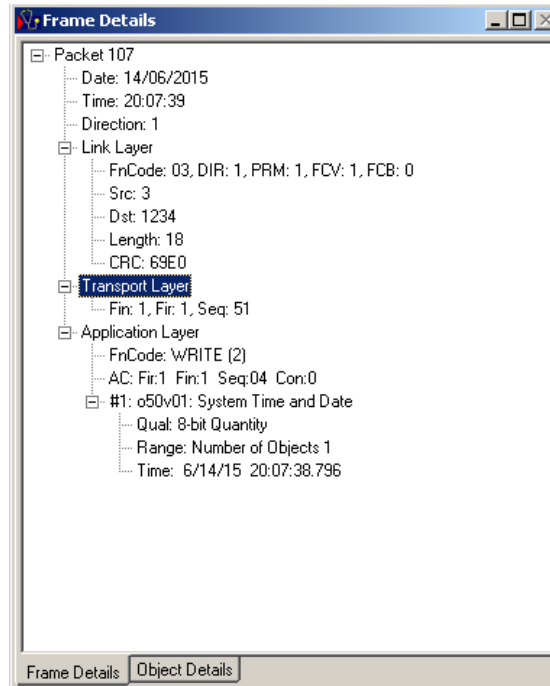 Frame Details
Packet 107
Date: 14/06/2015
Time: 20:07:39
Direction: 1
Link Layer
FnCode: 03, DIR: 1, PRM: 1, FCV: 1, FCB: 0
Src: 3
Dst: 1234
Length: 18
CRC: 69E0
Transport Layer
Fin: 1, Fir: 1, Seq: 51
Application Layer
FnCode: WRITE (2)
AC: Fir:1 Fin:1 Seq:04 Con:0
#1: o50v01: System Time and Date
Qual: 8-bit Quantity
Range: Number of Objects 1
Time: 6/14/15 20:07:38.796
Frame Details Object Details